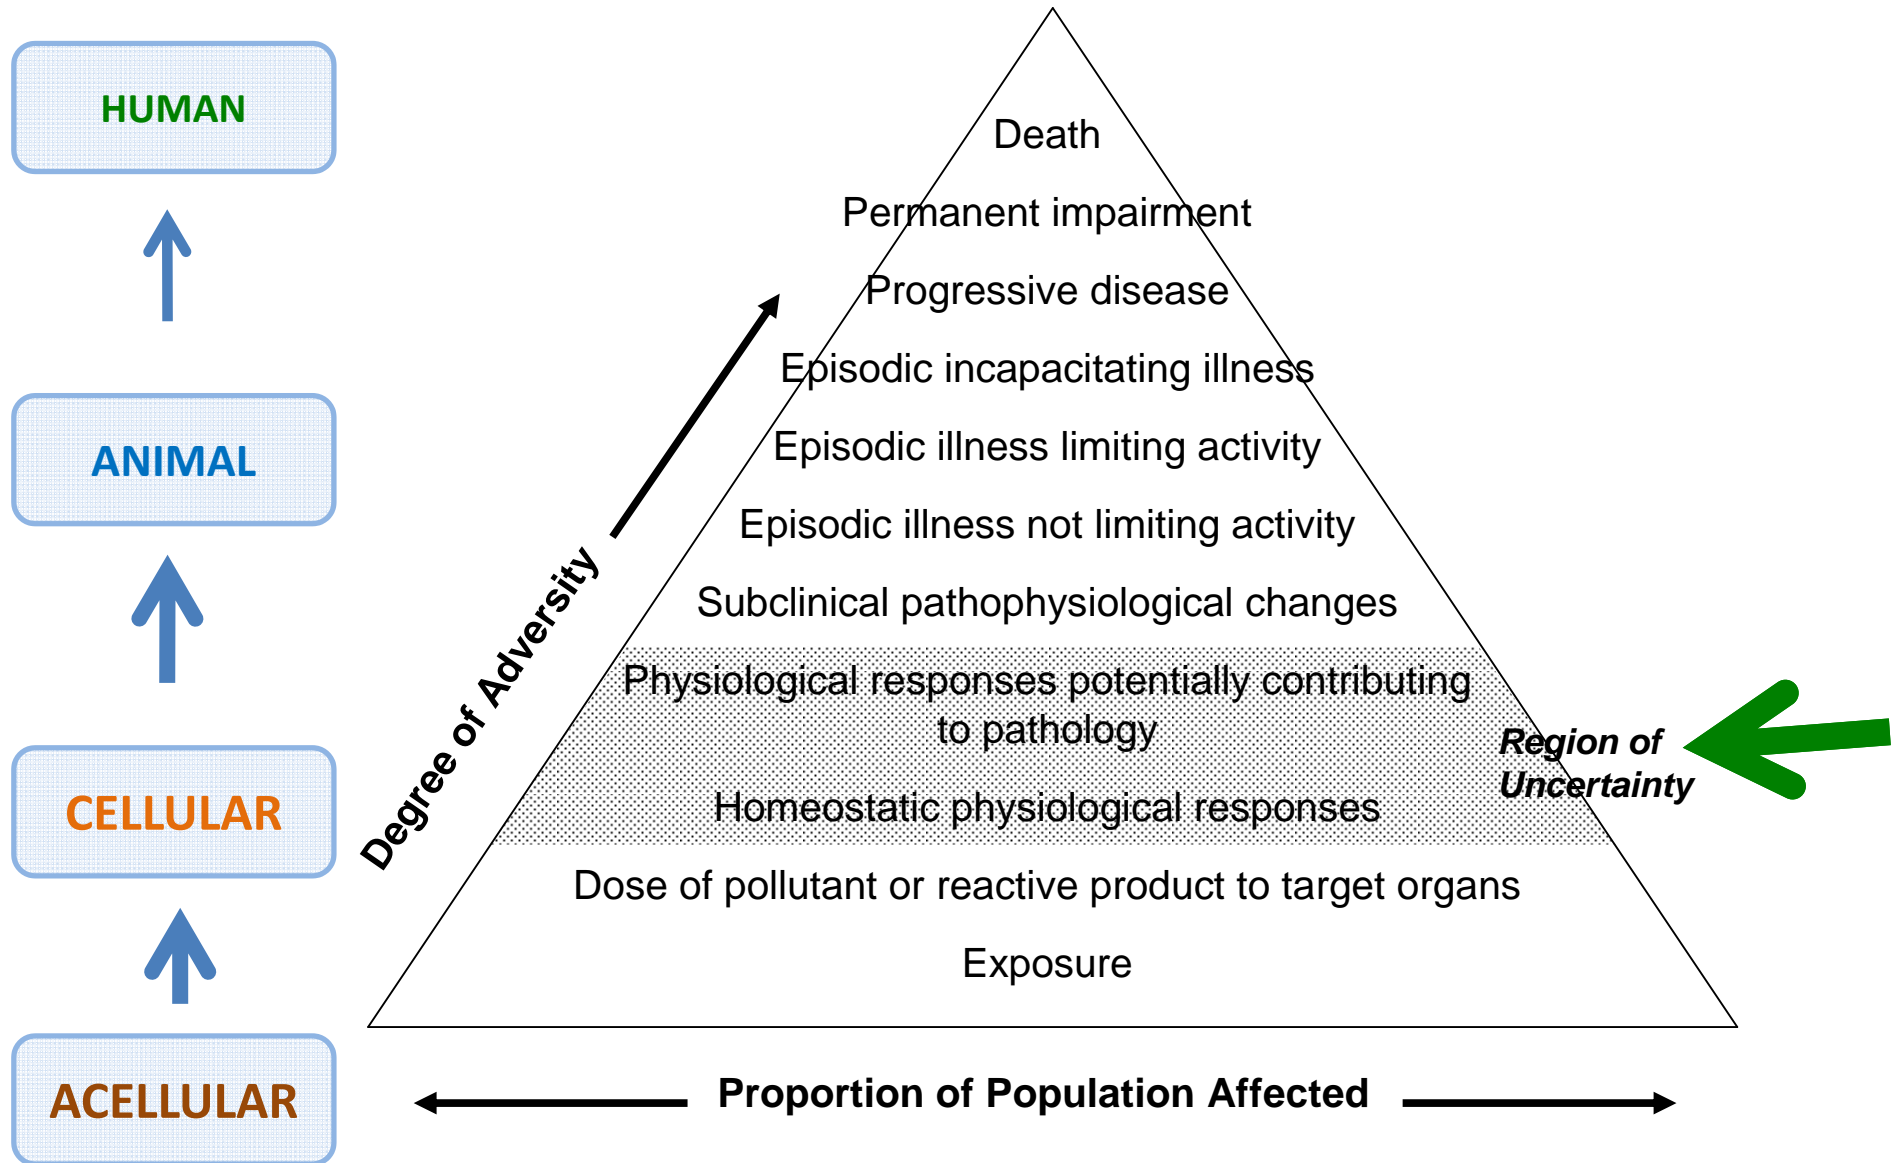 HUMAN
ANIMAL
CELLULAR
ACELLULAR
Degree of Adversity
Death
Permanent impairment
Progressive disease
Episodic incapacitating illness
Episodic illness limiting activity
Episodic illness not limiting activity
Subclinical pathophysiological changes
Physiological responses potentially contributing
to pathology
Homeostatic physiological responses
Dose of pollutant or reactive product to target organs
Exposure
Region of
Uncertainty
Proportion of Population Affected